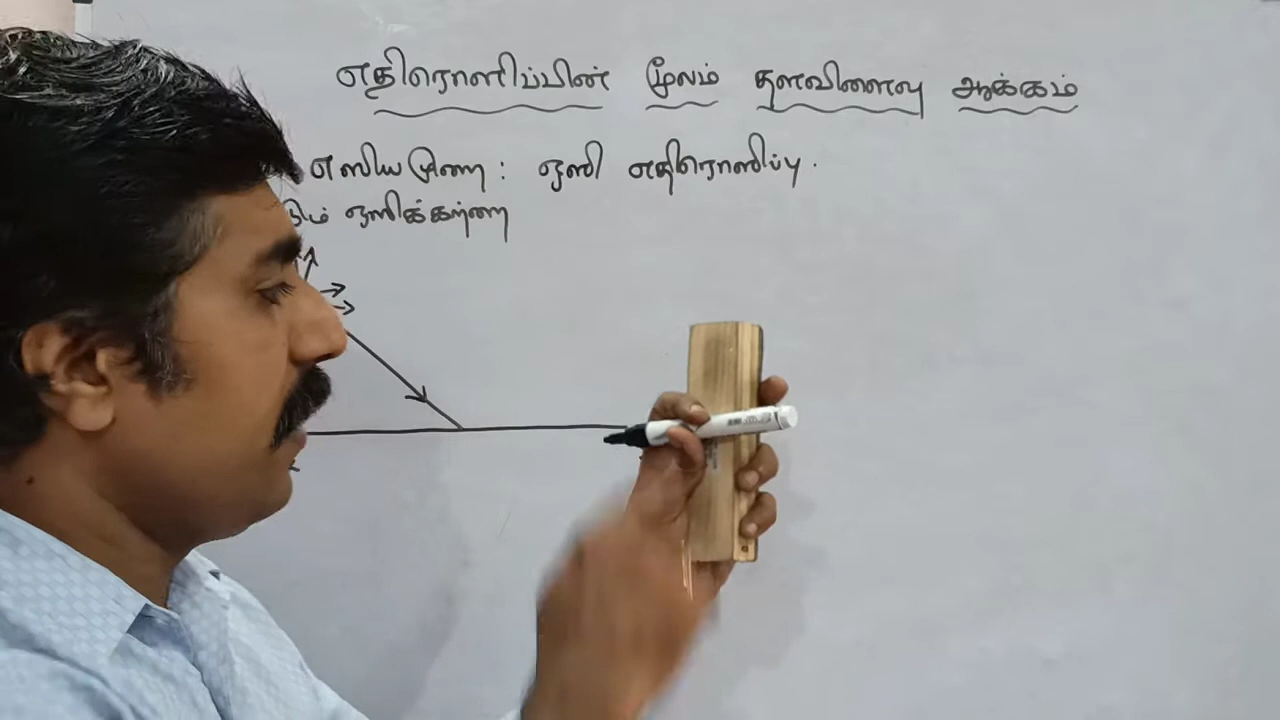 எதிரொளிப்பின் மூலம் தளவிளைவு ஆக்கம்
எளியமுறை : ஒளி எதிரொளிப்பு.
ஒளிக்கற்றை